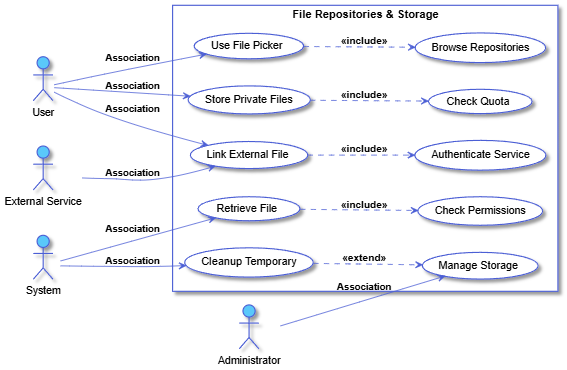 File Repositories & Storage
Use File Picker
«include»
Browse Repositories
Association
User
Association
Store Private Files
«include»
Check Quota
Association
Link External File
«include»
Authenticate Service
External Service
Association
Retrieve File
«include»
Check Permissions
Association
System
Association
Cleanup Temporary
«extend»
Manage Storage
Association
Administrator